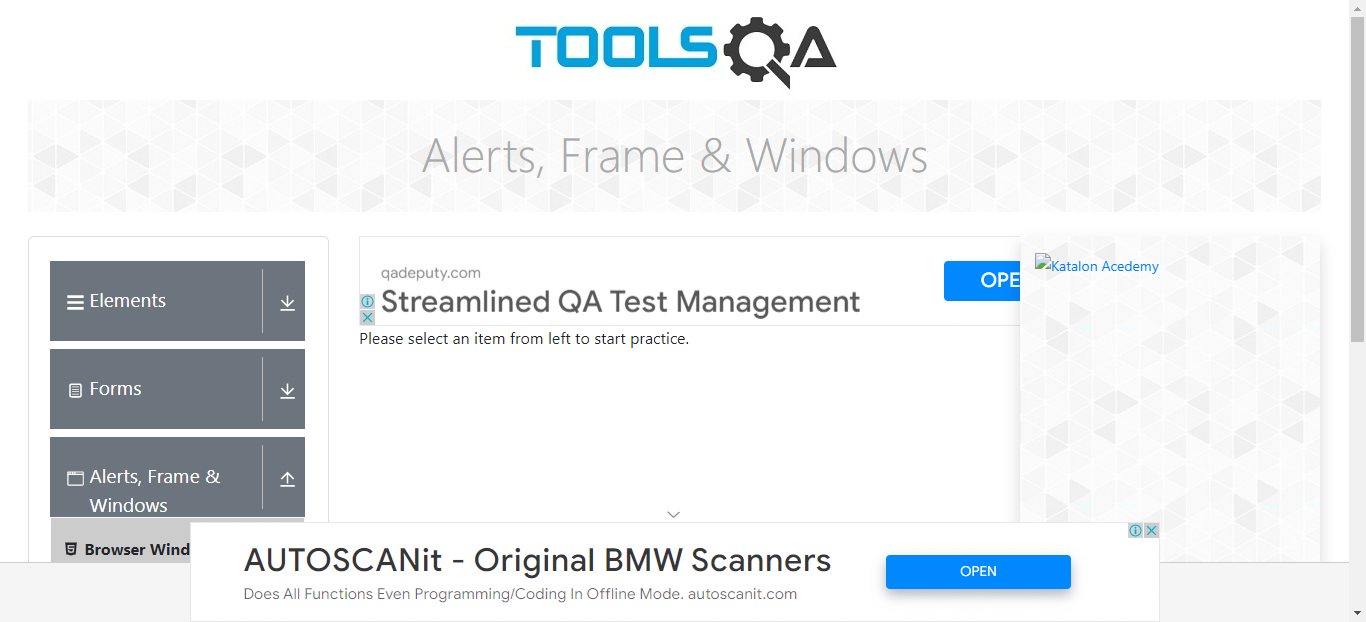 TOOLSQA
Alerts, Frame & Windows
Elements
Forms
Alerts, Frame &
Windows
Browser Wind
qadeputy.com
Streamlined QA Test Management
OPE
Please select an item from left to start practice.
Katalon Acedemy
AUTOSCANit - Original BMW Scanners
Does All Functions Even Programming/Coding In Offline Mode. autoscanit.com
OPEN